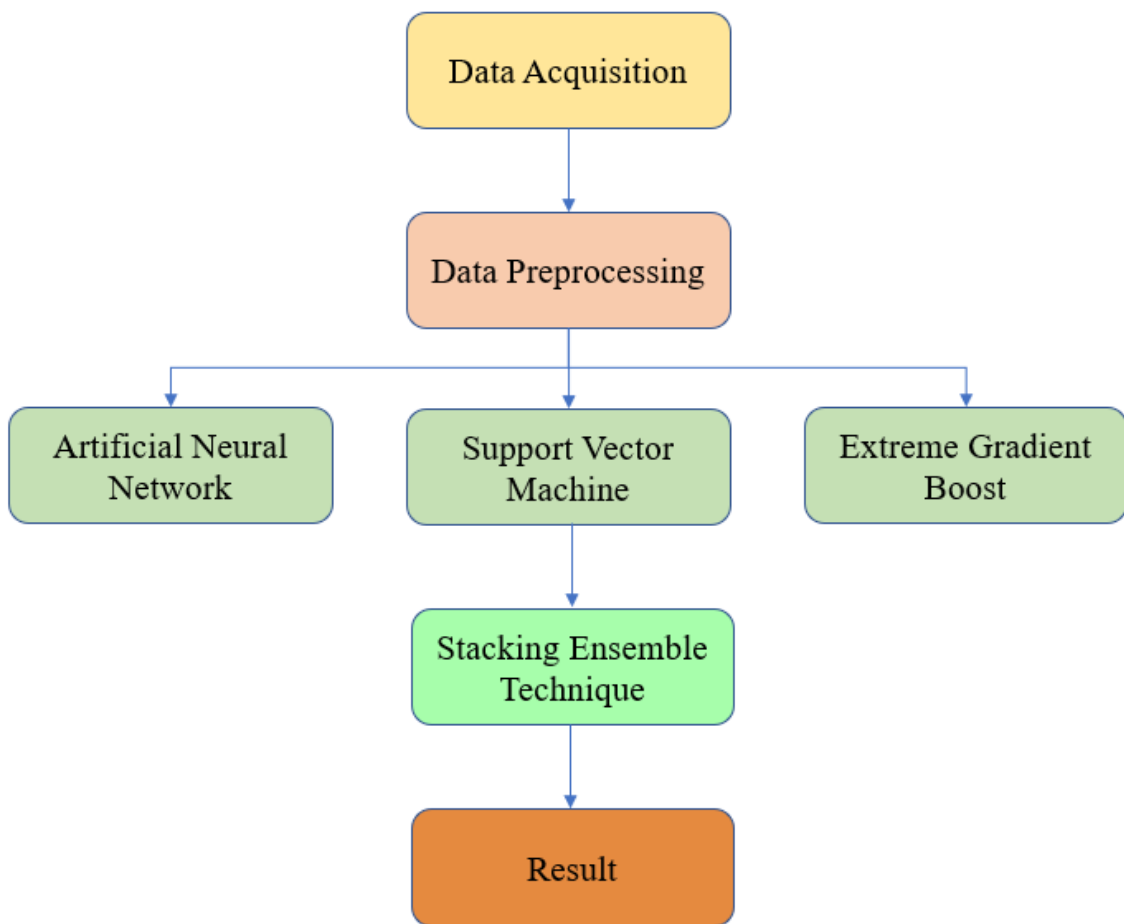 Data Acquisition
Data Preprocessing
Artificial Neural
Network
Support Vector
Machine
Extreme Gradient
Boost
Stacking Ensemble
Technique
Result